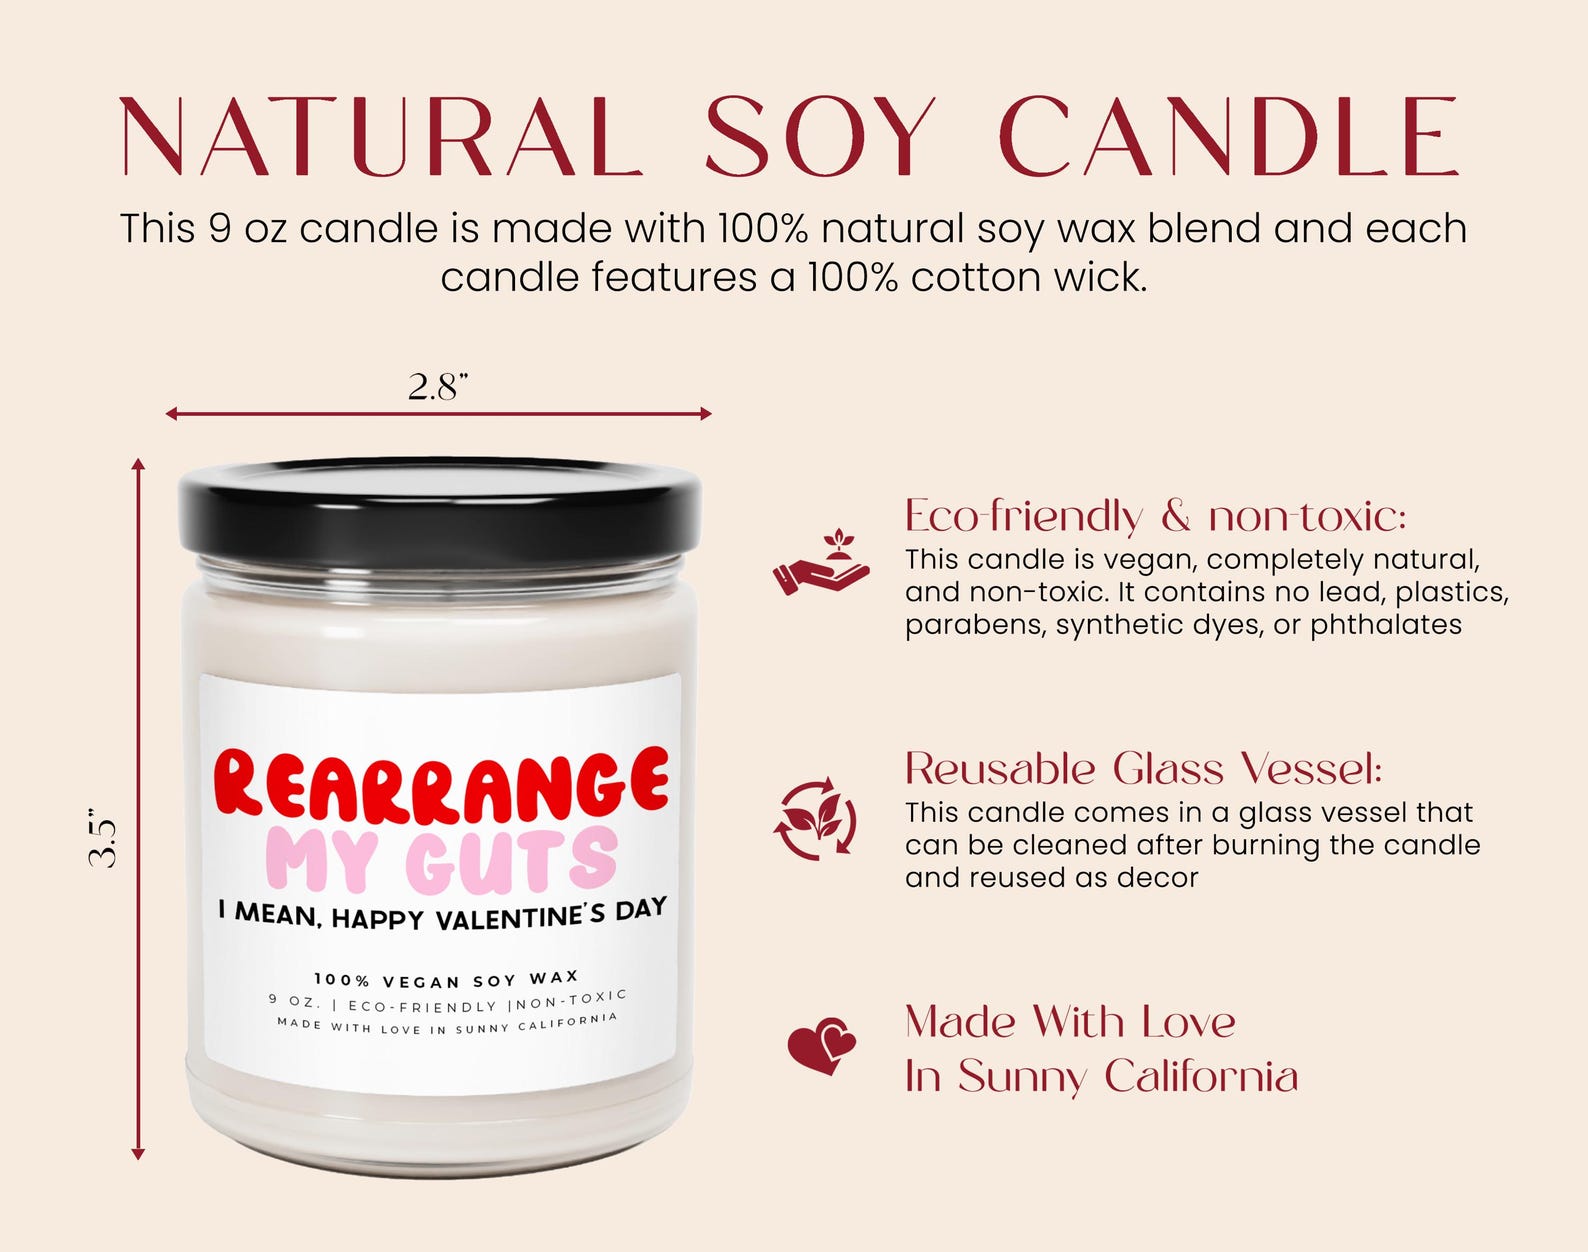 NATURAL SOY CANDLE
This 9 oz candle is made with 100% natural soy wax blend and each
candle features a 100% cotton wick.
2.8"
3.5"
REARRANGE
MY GUTS
I MEAN, HAPPY VALENTINE'S DAY
100% VEGAN SOY WAX
9 OZ. | ECO-FRIENDLY |NON-TOXIC
MADE WITH LOVE IN SUNNY CALIFORNIA
Eco-friendly & non-toxic:
This candle is vegan, completely natural,
and non-toxic. It contains no lead, plastics,
parabens, synthetic dyes, or phthalates
Reusable Glass Vessel:
This candle comes in a glass vessel that
can be cleaned after burning the candle
and reused as decor
Made With Love
In Sunny California